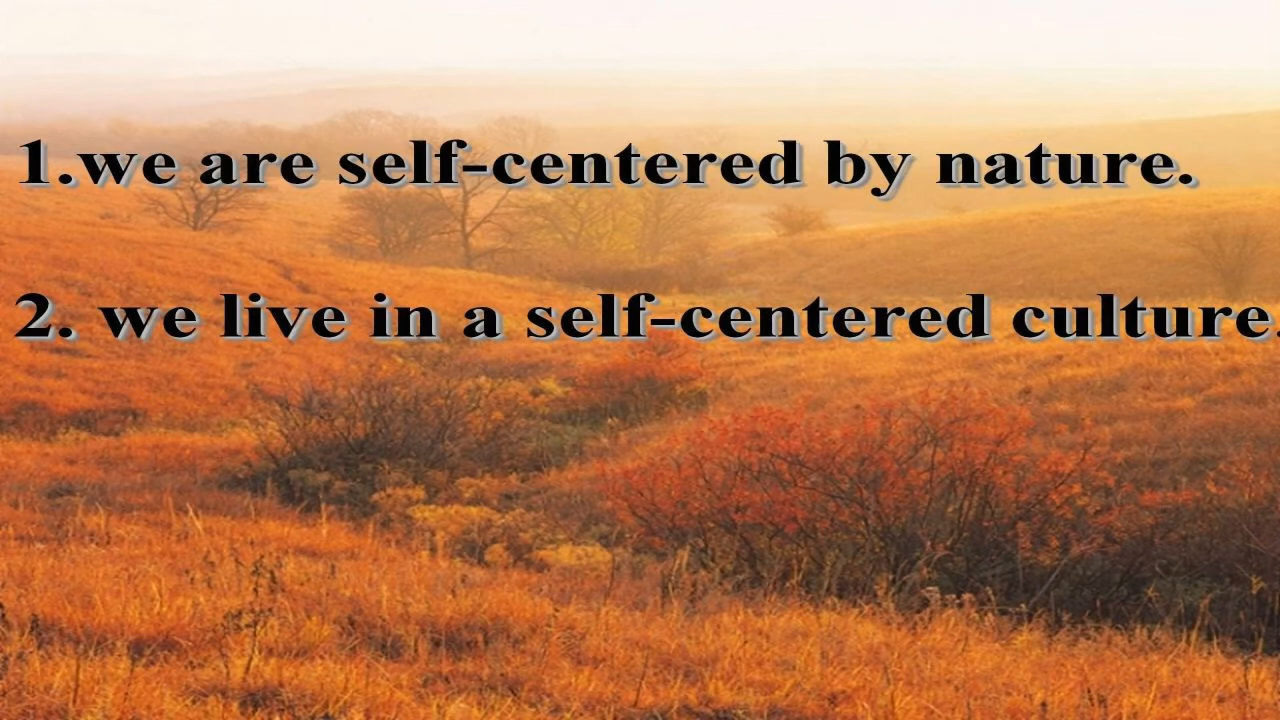 1.we are self-centered by nature.
2. we live in a self-centered culture.